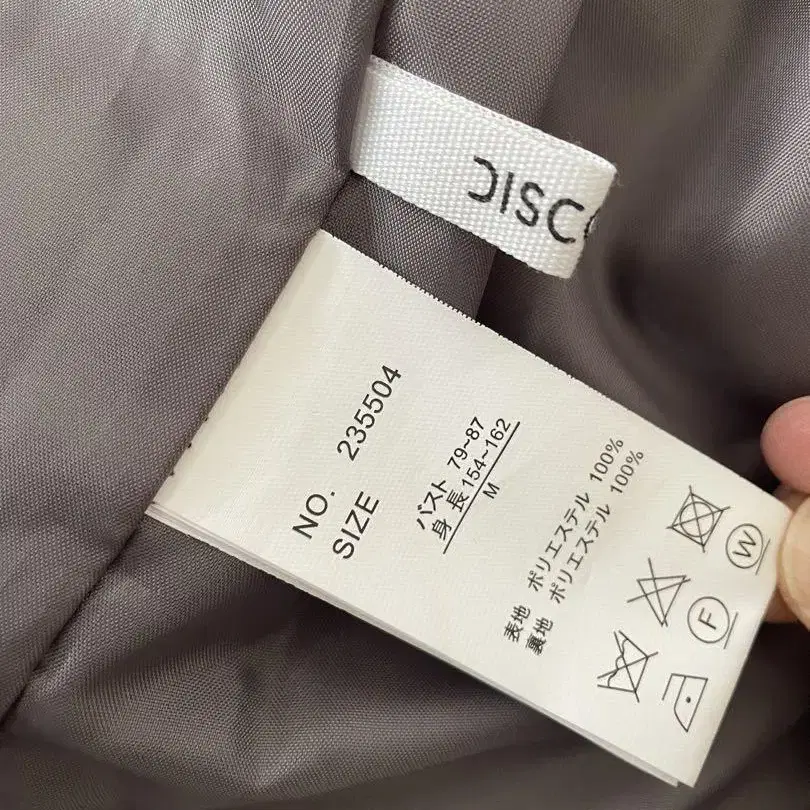 DISC
NO. 235504
SIZE
バスト 79~87
身 長 154~162
M
表地 ポリエステル 100%
裏地 ポリエステル 100%
W
F